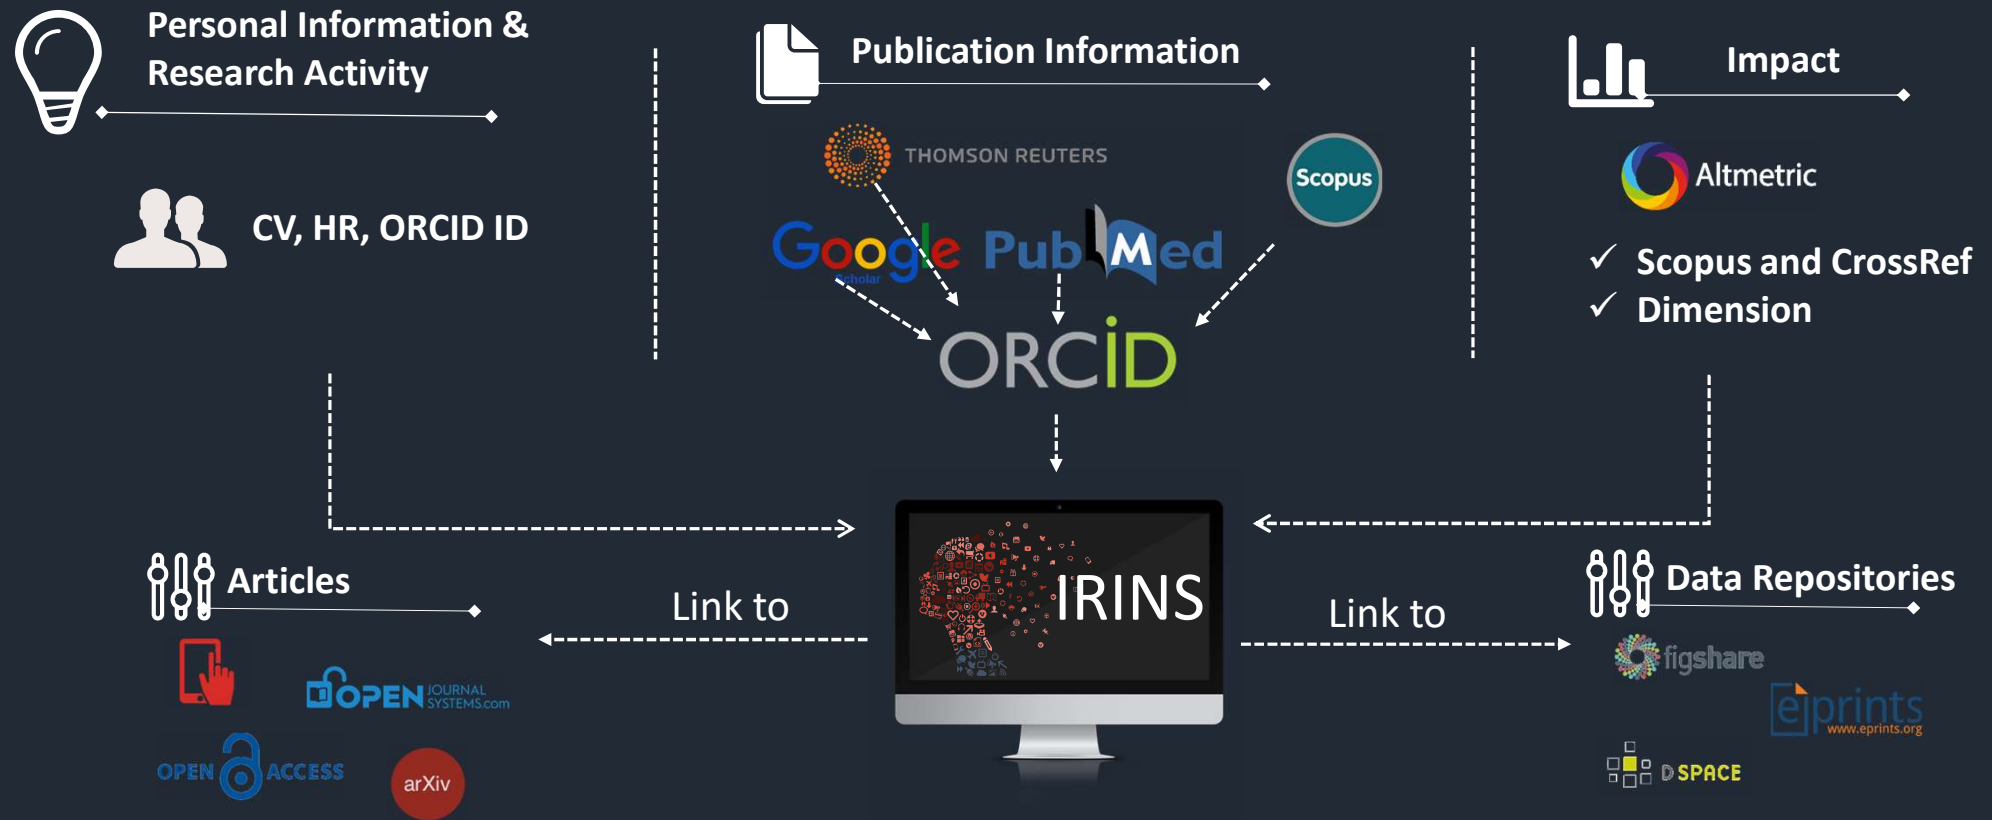 Personal Information &
Research Activity
CV, HR, ORCID ID
Publication Information
THOMSON REUTERS
Scopus
Google
Scholar
PubMed
ORCiD
Impact
Altmetric
✓ Scopus and CrossRef
✓ Dimension
Articles
OPEN JOURNAL
SYSTEMS.com
OPEN ACCESS
arXiv
Link to
IRINS
Link to
Data Repositories
figshare
eprints
www.eprints.org
DSPACE